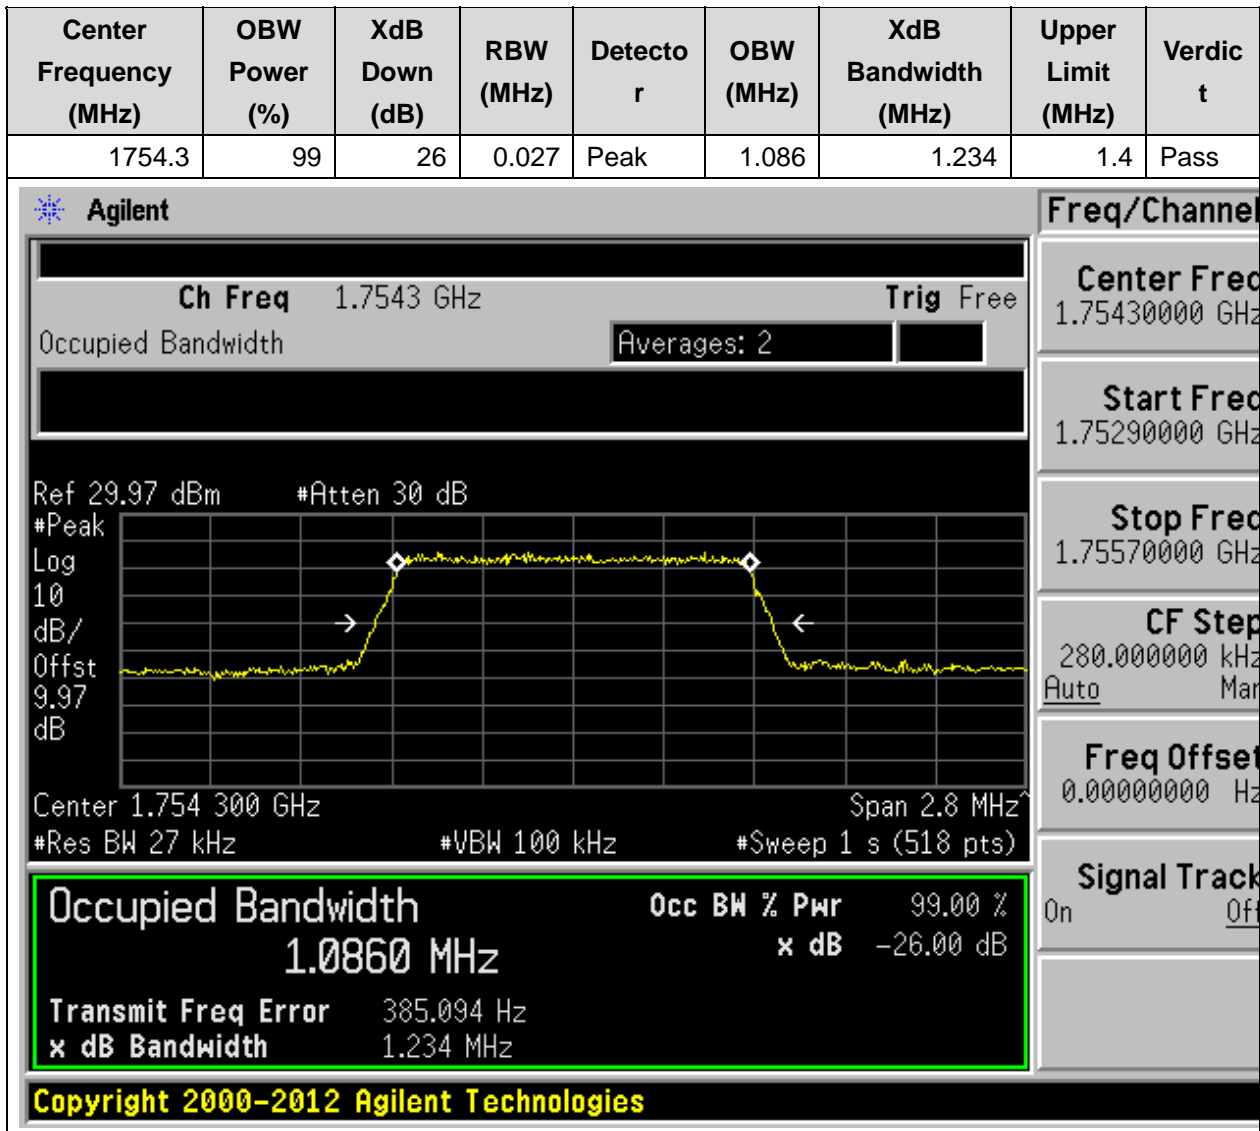 Center Frequency (MHz) OBW Power (%) XdB Down (dB) RBW (MHz) Detecto r OBW (MHz) XdB Bandwidth (MHz) Upper Limit (MHz) Verdic t
1754.3 99 26 0.027 Peak 1.086 1.234 1.4 Pass
Agilent
Freq/Channel
Ch Freq 1.7543 GHz Trig Free
Occupied Bandwidth Averages: 2
Ref 29.97 dBm #Atten 30 dB
#Peak
Log
10
dB/
Offst
9.97
dB
Center 1.754 300 GHz Span 2.8 MHz^
#Res BW 27 kHz #VBW 100 kHz #Sweep 1 s (518 pts)
Occupied Bandwidth Occ BW % Pwr 99.00 %
1.0860 MHz x dB -26.00 dB
Transmit Freq Error 385.094 Hz
x dB Bandwidth 1.234 MHz
Center Freq
1.75430000 GHz
Start Freq
1.75290000 GHz
Stop Freq
1.75570000 GHz
CF Step
280.000000 kHz
Auto Man
Freq Offset
0.00000000 Hz
Signal Track
On Off
Copyright 2000-2012 Agilent Technologies